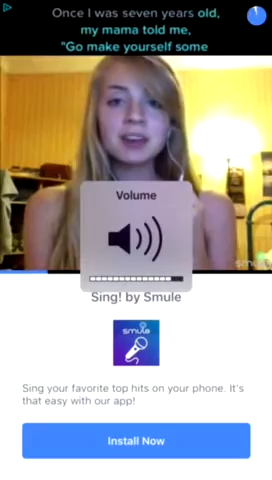 Once I was seven years old,
my mama told me,
"Go make yourself some
Volume
smule
Sing! by Smule
smule
Sing your favorite top hits on your phone. It's
that easy with our app!
Install Now